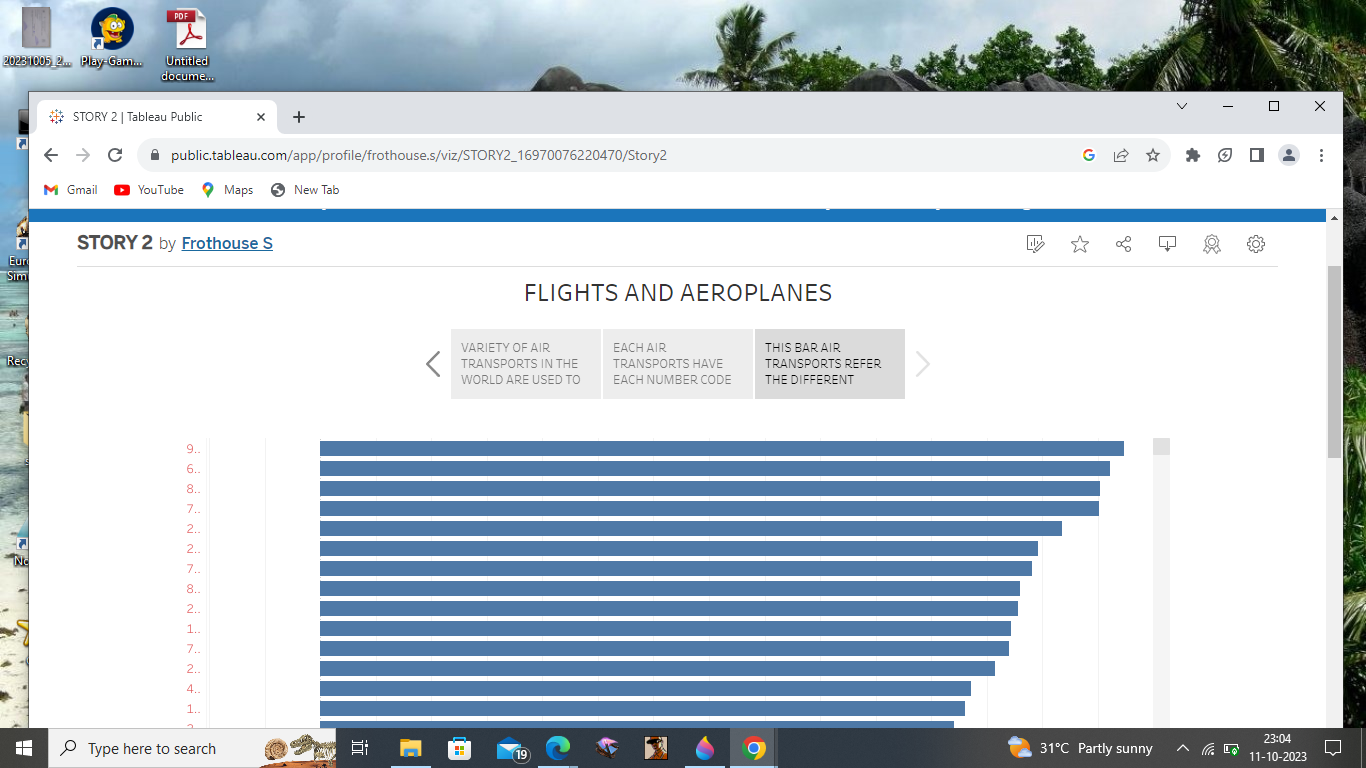 20231005_2...
Play-Gam...
PDF
Untitled
docume...
STORY 2 | Tableau Public
public.tableau.com/app/profile/frothouse.s/viz/STORY2_16970076220470/Story2
Gmail
YouTube
Maps
New Tab
STORY 2 by Frothouse S
FLIGHTS AND AEROPLANES
VARIETY OF AIR
TRANSPORTS IN THE
WORLD ARE USED TO
EACH AIR
TRANSPORTS HAVE
EACH NUMBER CODE
THIS BAR AIR
TRANSPORTS REFER
THE DIFFERENT
9..
6..
8..
7..
2..
2..
7..
8..
2..
1..
7..
2..
4..
1..
Type here to search
19
31°C Partly sunny
23:04
11-10-2023